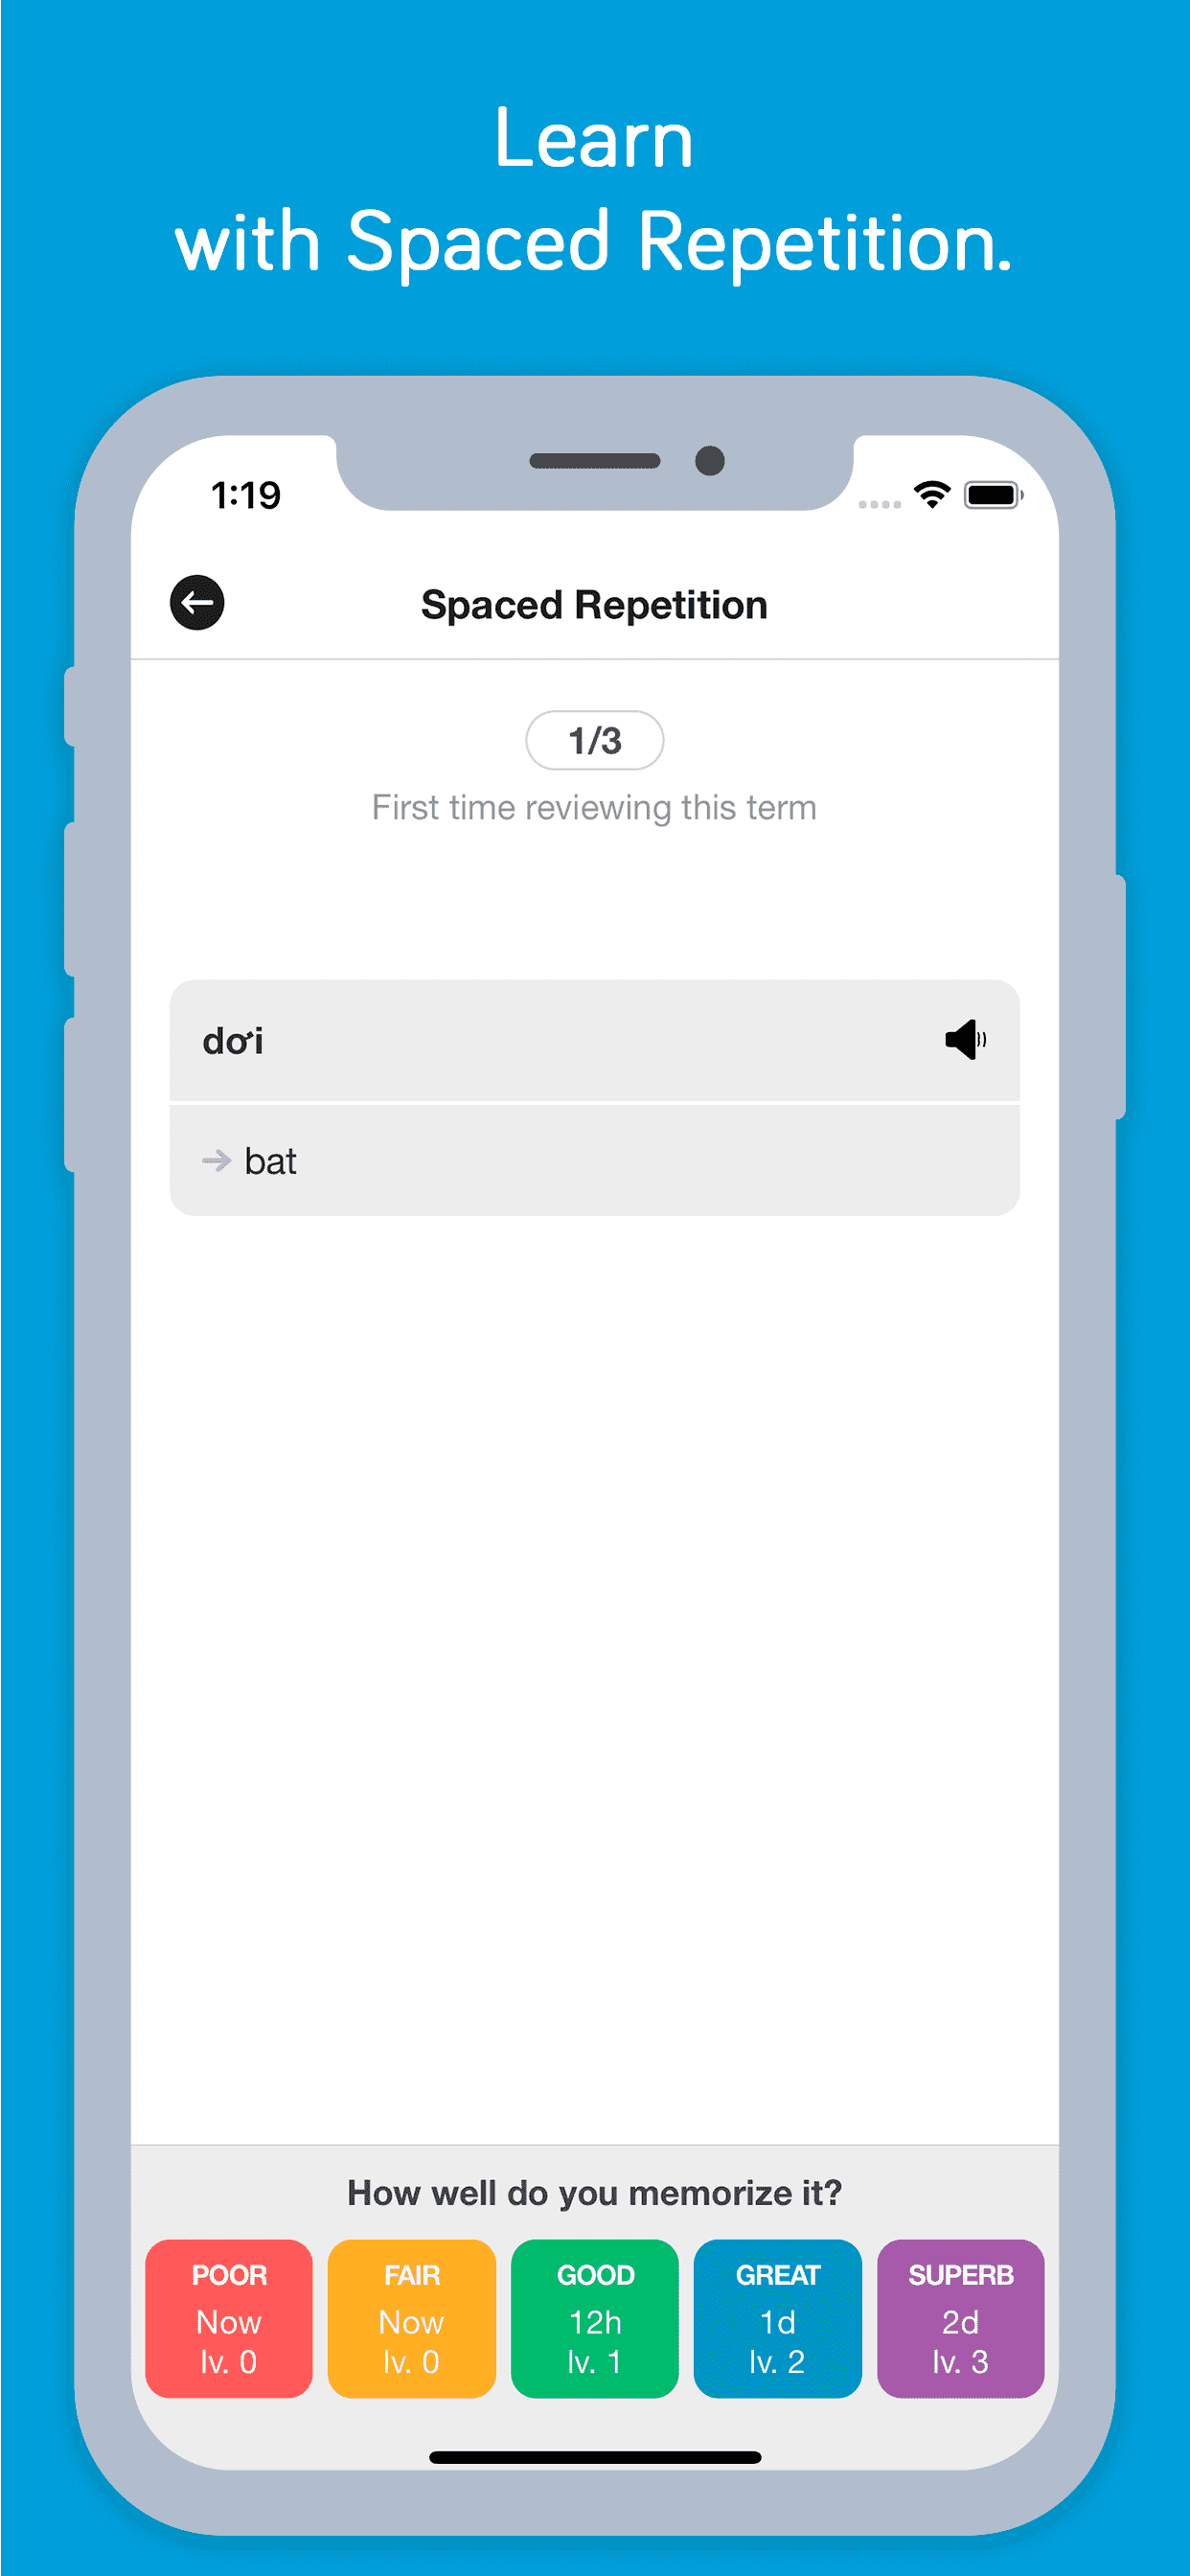 Learn
with Spaced Repetition.
1:19
Spaced Repetition
1/3
First time reviewing this term
dơi
→ bat
How well do you memorize it?
POOR
Now
lv. 0
FAIR
Now
lv. 0
GOOD
12h
lv. 1
GREAT
1d
lv. 2
SUPERB
2d
lv. 3